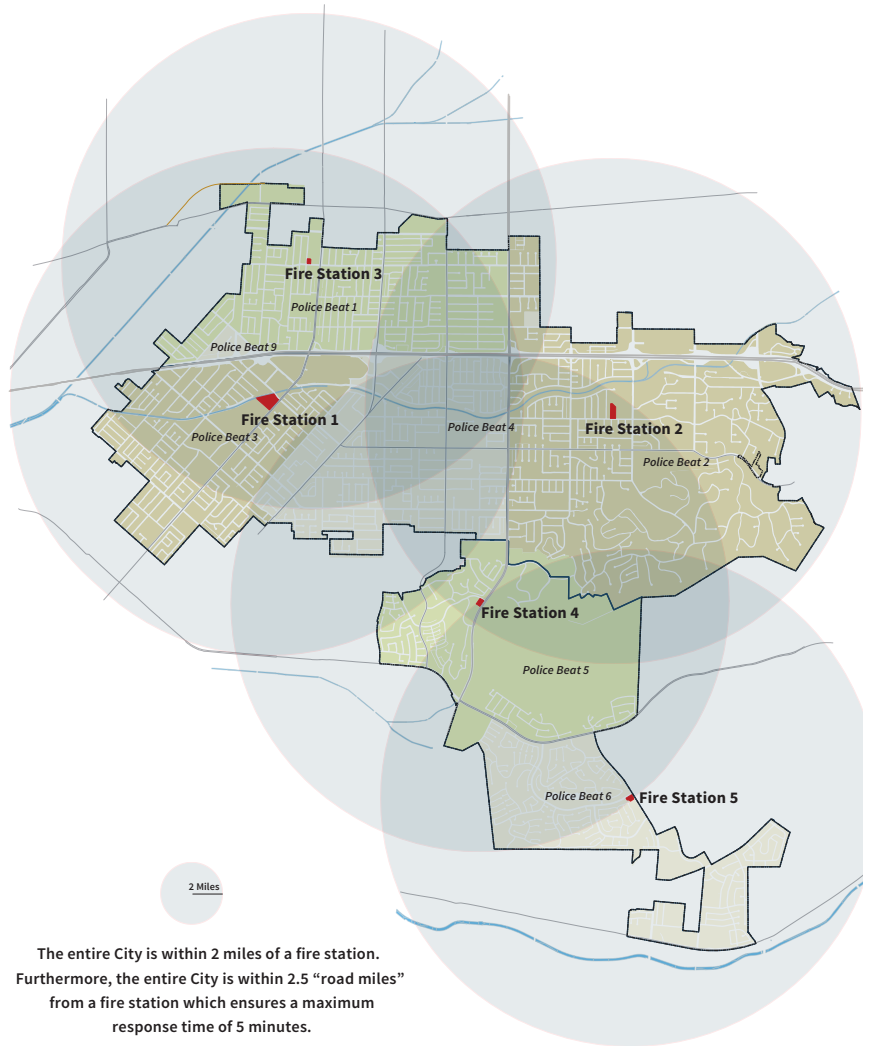 Fire Station 3
Police Beat 1
Police Beat 9
Fire Station 1
Police Beat 3
Police Beat 4
Fire Station 2
Police Beat 2
Fire Station 4
Police Beat 5
Police Beat 6
Fire Station 5
2 Miles
The entire City is within 2 miles of a fire station.
Furthermore, the entire City is within 2.5 “road miles”
from a fire station which ensures a maximum
response time of 5 minutes.